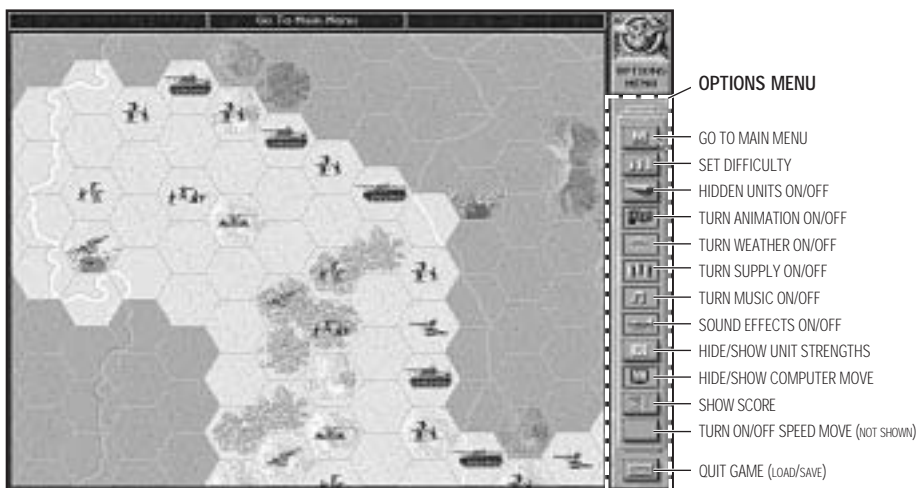 Go To Main Menu
OPTIONS
MENU
OPTIONS MENU
GO TO MAIN MENU
SET DIFFICULTY
HIDDEN UNITS ON/OFF
TURN ANIMATION ON/OFF
TURN WEATHER ON/OFF
TURN SUPPLY ON/OFF
TURN MUSIC ON/OFF
SOUND EFFECTS ON/OFF
HIDE/SHOW UNIT STRENGTHS
HIDE/SHOW COMPUTER MOVE
SHOW SCORE
TURN ON/OFF SPEED MOVE (NOT SHOWN)
QUIT GAME (LOAD/SAVE)